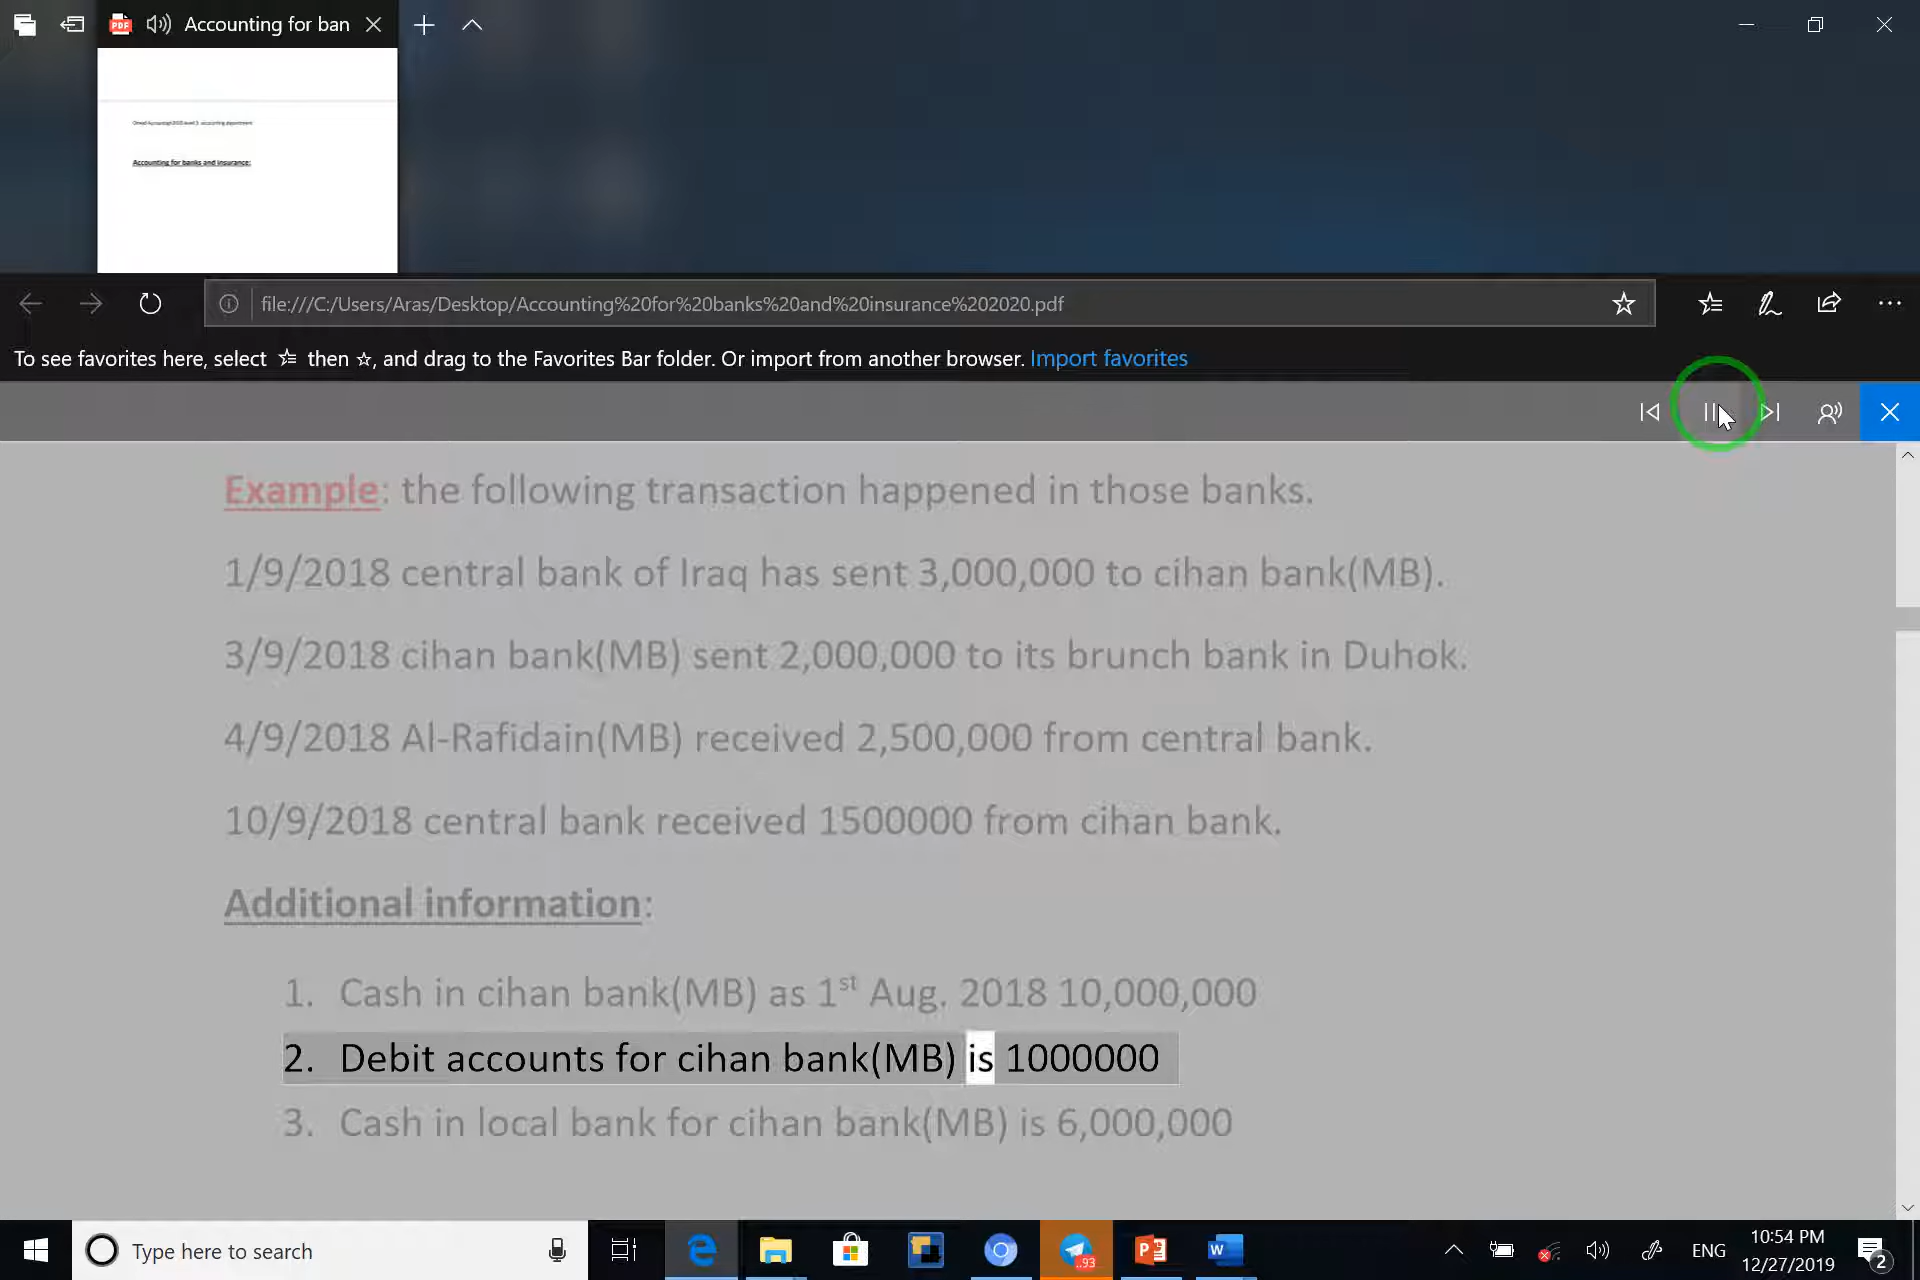 Accounting for ban
Accounting for banks and insurance:
file:///C:/Users/Aras/Desktop/Accounting%20for%20banks%20and%20insurance%202020.pdf
To see favorites here, select then , and drag to the Favorites Bar folder. Or import from another browser. Import favorites
Example: the following transaction happened in those banks.
1/9/2018 central bank of Iraq has sent 3,000,000 to cihan bank(MB).
3/9/2018 cihan bank(MB) sent 2,000,000 to its brunch bank in Duhok.
4/9/2018 Al-Rafidain(MB) received 2,500,000 from central bank.
10/9/2018 central bank received 1500000 from cihan bank.
Additional information:
1. Cash in cihan bank(MB) as 1st Aug. 2018 10,000,000
2. Debit accounts for cihan bank(MB) is 1000000
3. Cash in local bank for cihan bank(MB) is 6,000,000
Type here to search
..93
ENG
10:54 PM
12/27/2019
2